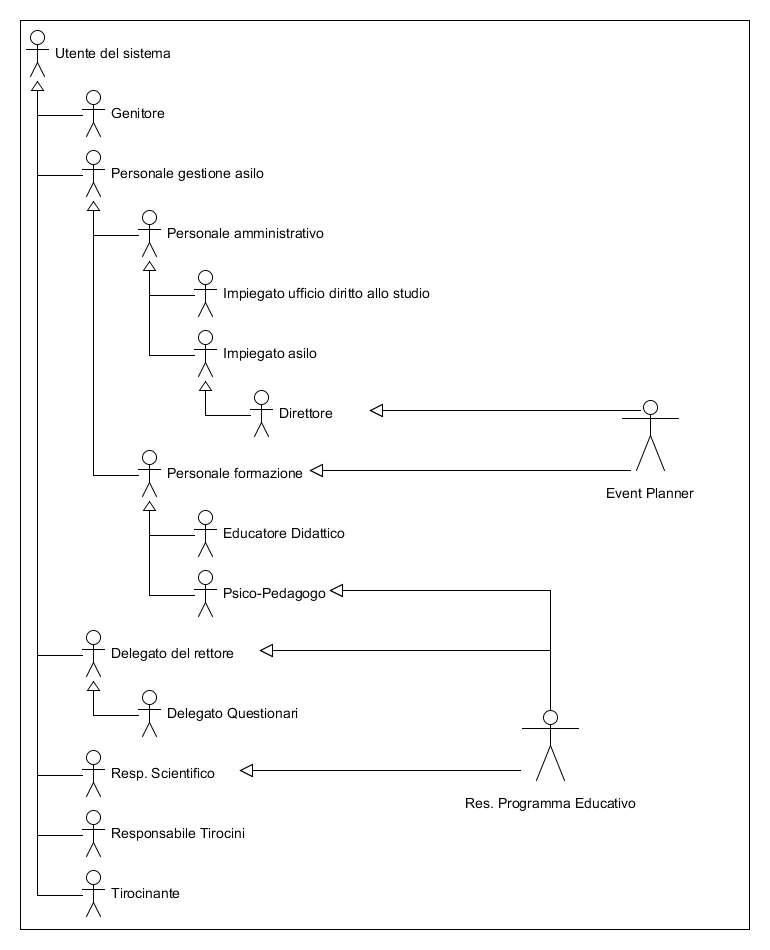 Utente del sistema
Genitore
Personale gestione asilo
Personale amministrativo
Impiegato ufficio diritto allo studio
Impiegato asilo
Direttore
Personale formazione
Event Planner
Educatore Didattico
Psico-Pedagogo
Delegato del rettore
Delegato Questionari
Resp. Scientifico
Res. Programma Educativo
Responsabile Tirocini
Tirocinante